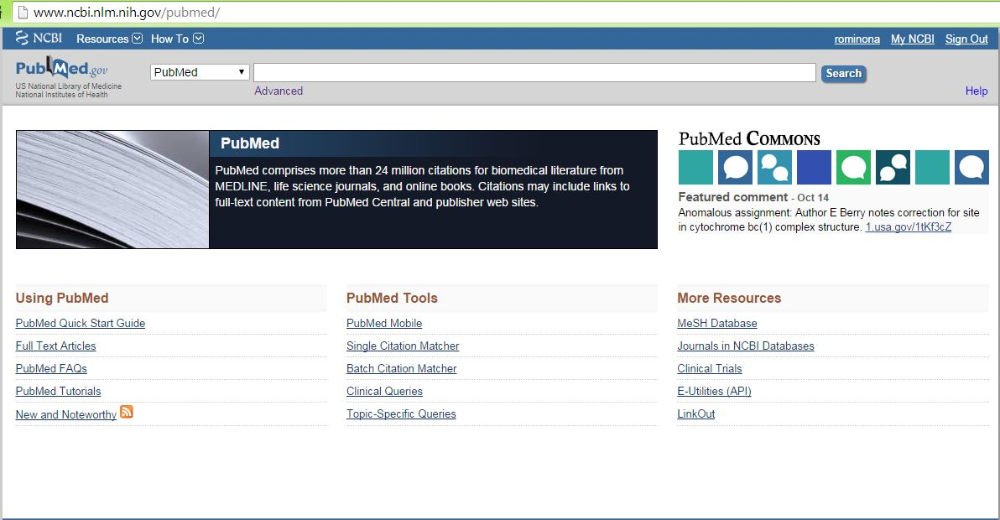 www.ncbi.nlm.nih.gov/pubmed/
NCBI Resources How To rominona My NCBI Sign Out
PubMed.gov
US National Library of Medicine
National Institutes of Health
PubMed
Search
Advanced
Help
PubMed
PubMed comprises more than 24 million citations for biomedical literature from
MEDLINE, life science journals, and online books. Citations may include links to
full-text content from PubMed Central and publisher web sites.
PubMed COMMONS
Featured comment - Oct 14
Anomalous assignment: Author E Berry notes correction for site
in cytochrome bc(1) complex structure. 1.usa.gov/1tKf3cZ
Using PubMed
PubMed Quick Start Guide
Full Text Articles
PubMed FAQs
PubMed Tutorials
New and Noteworthy
PubMed Tools
PubMed Mobile
Single Citation Matcher
Batch Citation Matcher
Clinical Queries
Topic-Specific Queries
More Resources
MeSH Database
Journals in NCBI Databases
Clinical Trials
E-Utilities (API)
LinkOut